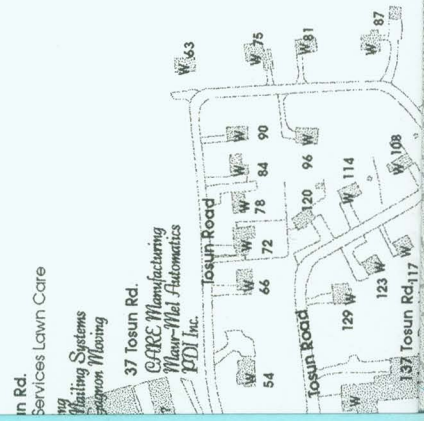 n Rd.
Services Lawn Care
ng
Waiting Systems
Gagnon Moving
37 Tosun Rd.
CARE Manufacturing
Maur-Mel Automatics
PDI Inc.
?
Tosun Road
W 63
W 75
W 81
W 87
W 90
W 84
W 78
W 72
W 66
W 54
W 96
W 108
W 114
W 120
Tosun Road
W 129
W 123
W 117
137 Tosun Rd.
W